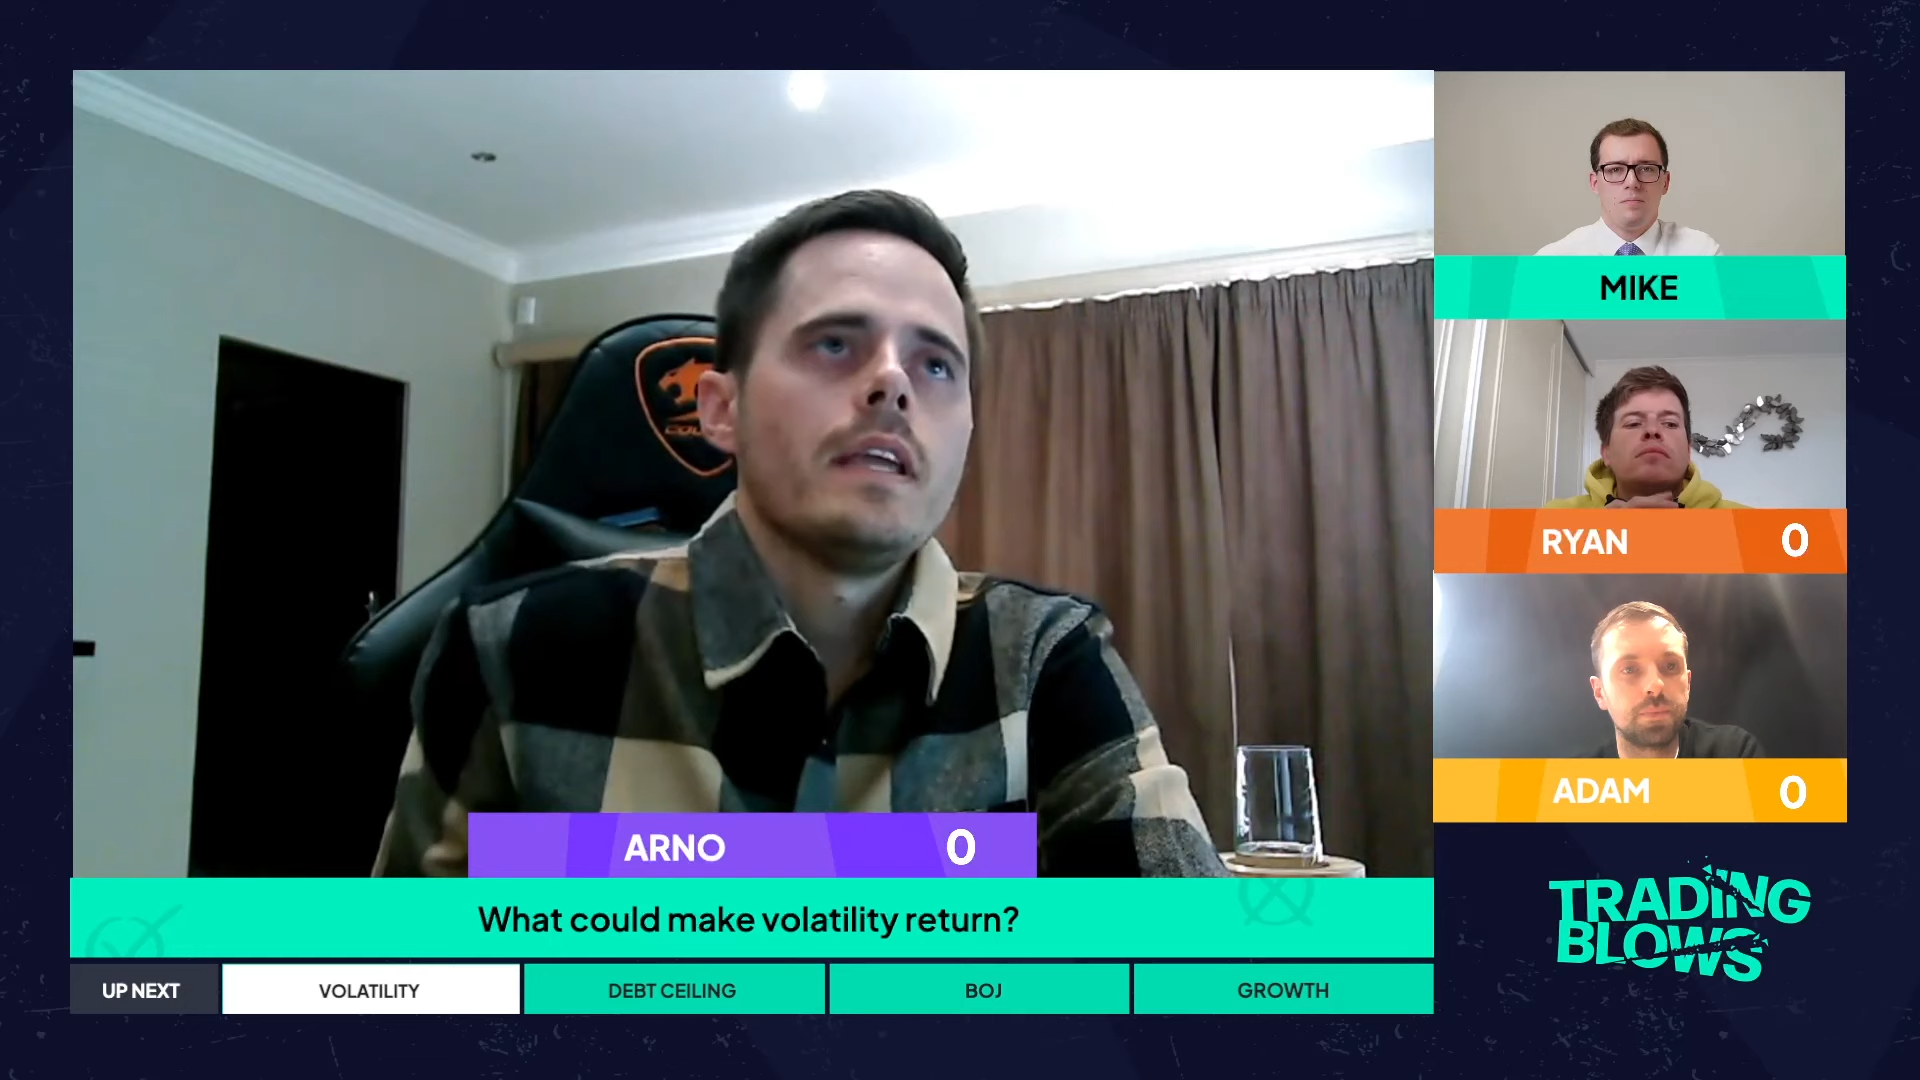 MIKE
RYAN 0
ADAM 0
ARNO 0
What could make volatility return?
UP NEXT
VOLATILITY
DEBT CEILING
BOJ
GROWTH
TRADING
BLOWS